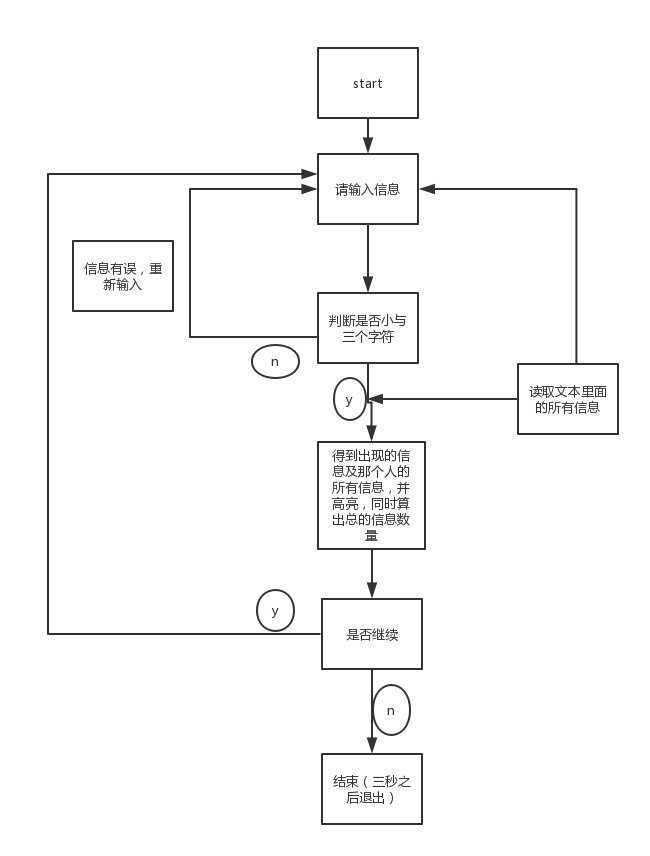 start
请输入信息
信息有误，重
新输入
判断是否小与
三个字符
n
y
读取文本里面
的所有信息
得到出现的信
息及那个人的
所有信息，并
高亮，同时算
出总的信息数
量
y
是否继续
n
结束（三秒之
后退出）